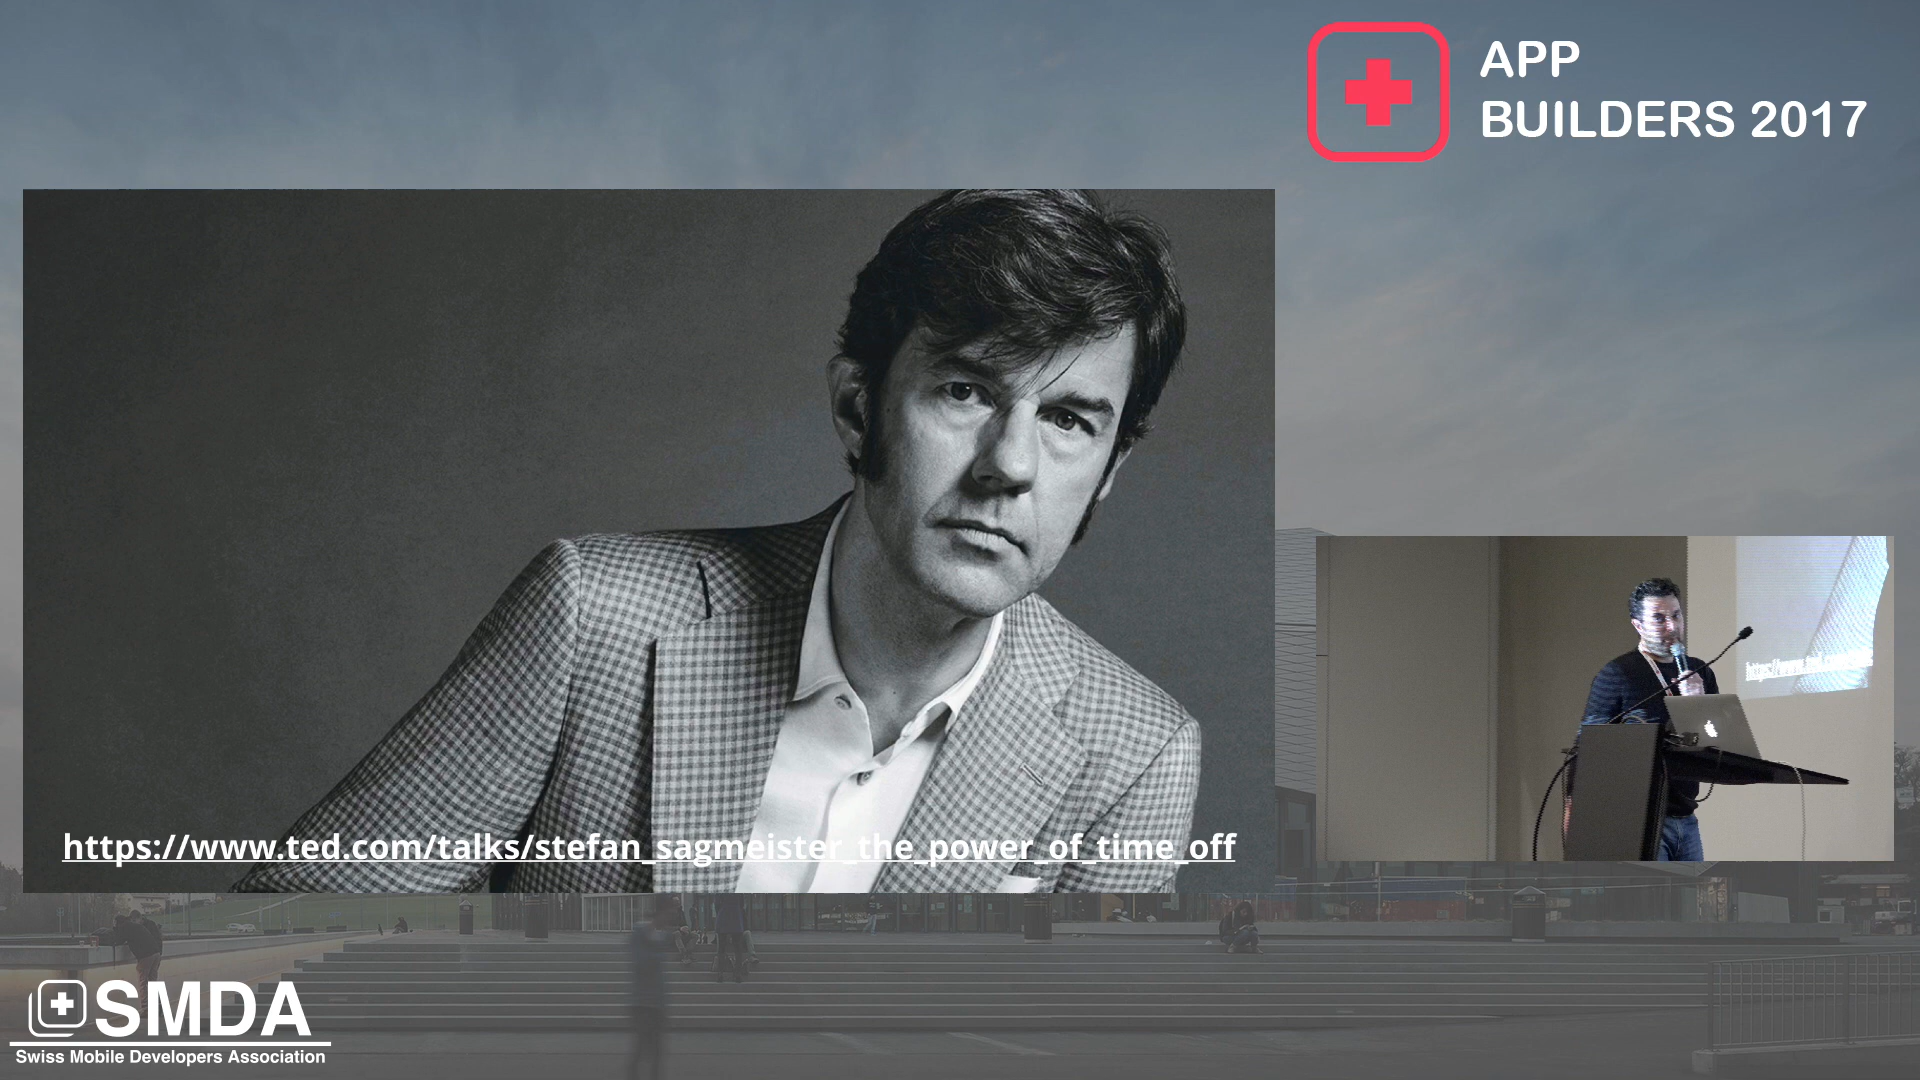 APP
BUILDERS 2017
https://www.ted.com/talks/stefan_sagmeister_the_power_of_time_off
SMDA
Swiss Mobile Developers Association